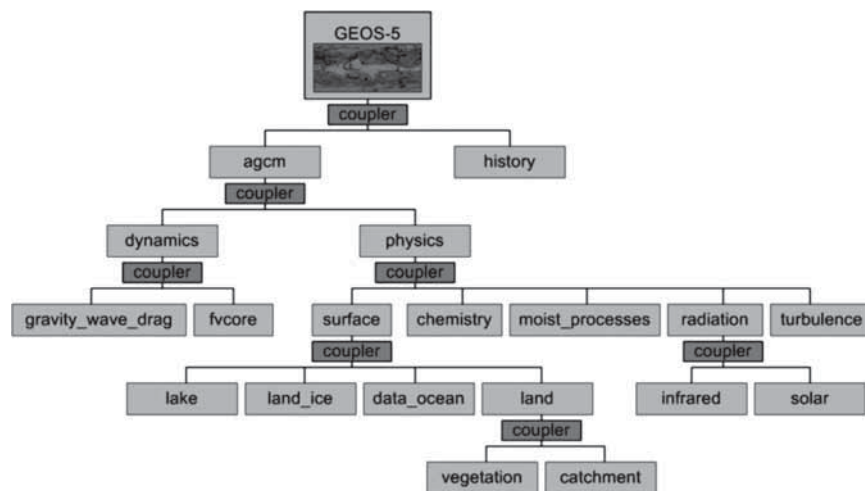 GEOS-5
coupler
agcm
history
coupler
dynamics
physics
coupler
coupler
gravity_wave_drag
fvcore
surface
chemistry
moist_processes
radiation
turbulence
coupler
coupler
lake
land_ice
data_ocean
land
infrared
solar
coupler
vegetation
catchment